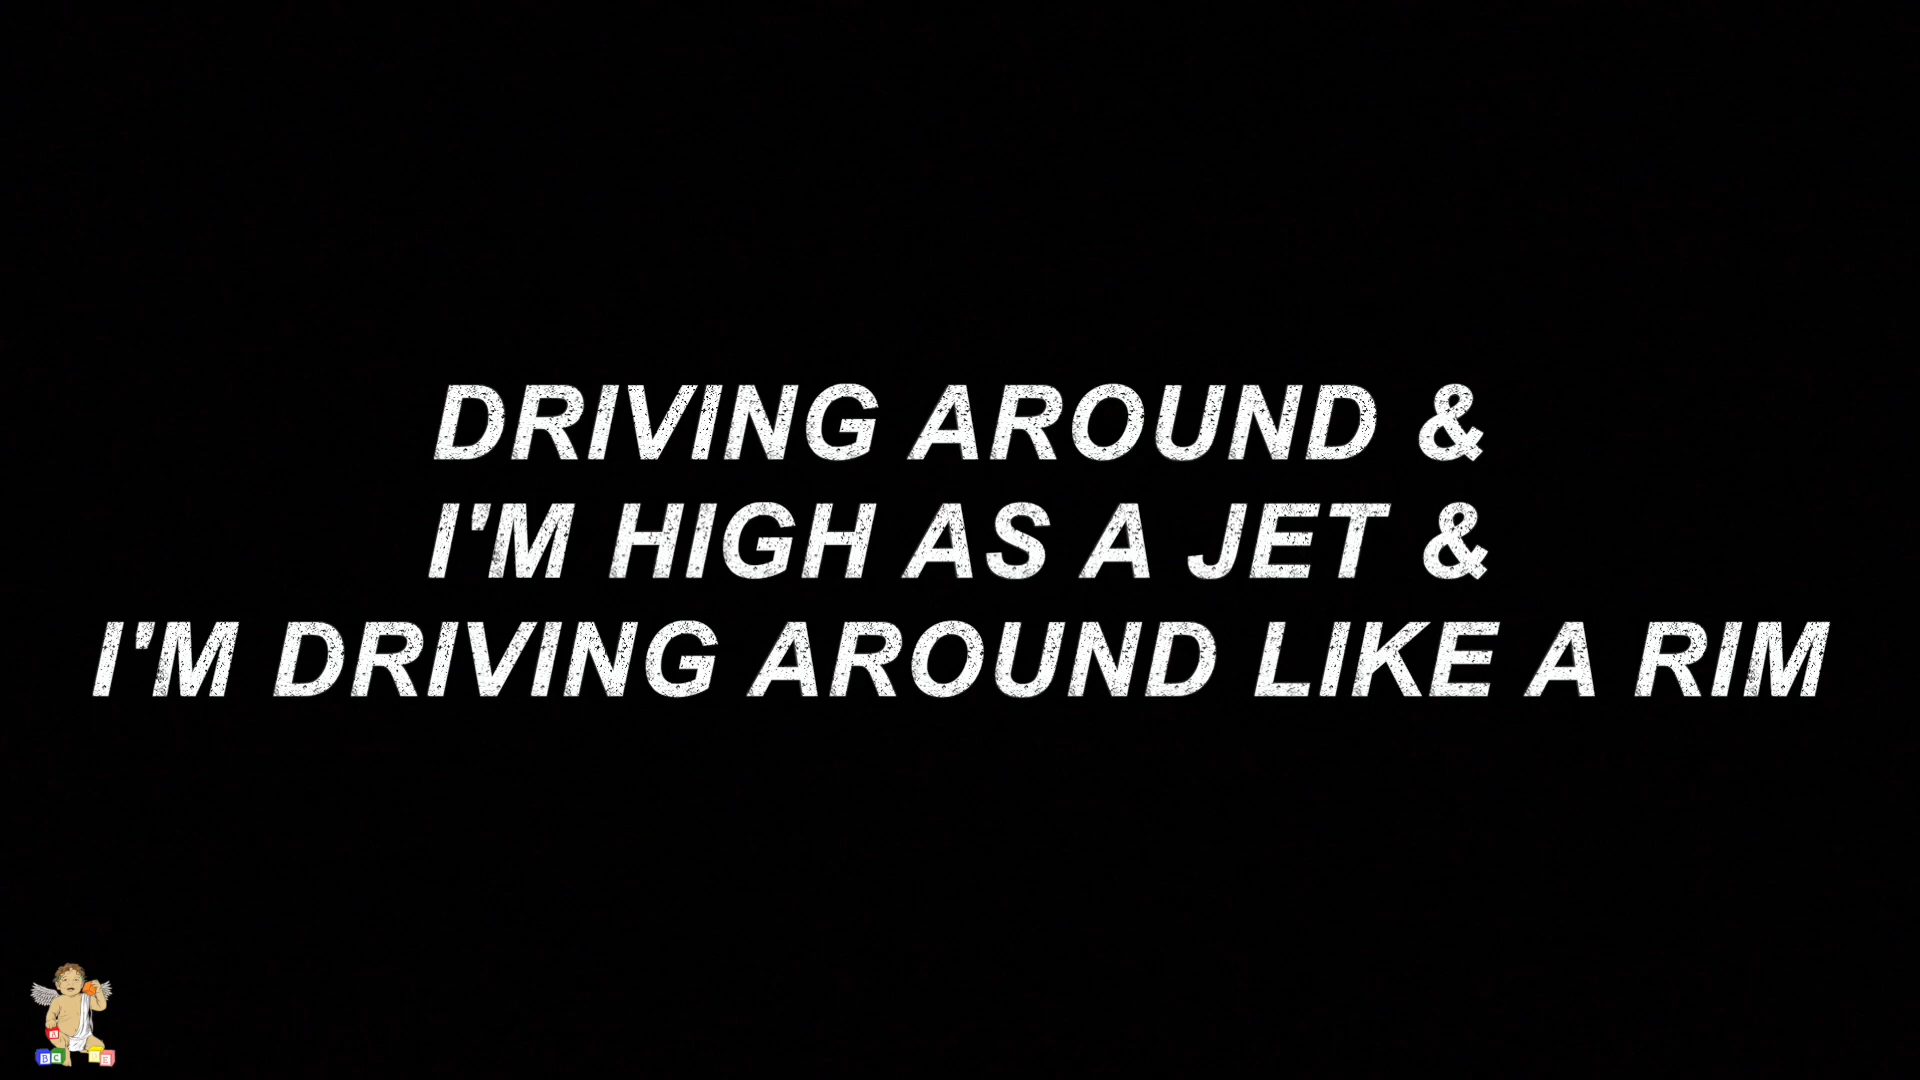 DRIVING AROUND &
I'M HIGH AS A JET &
I'M DRIVING AROUND LIKE A RIM
A
B C E